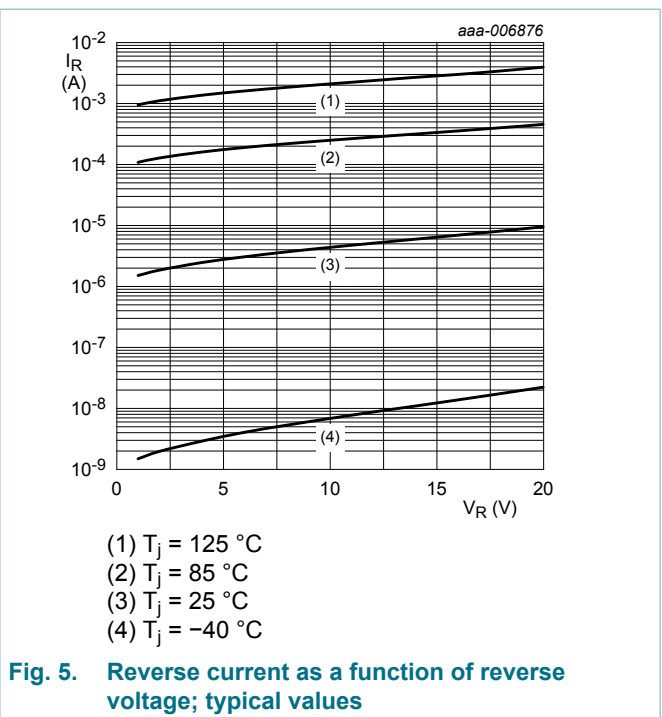 aaa-006876
10-2
IR
(A)
10-3
(1)
10-4
(2)
10-5
(3)
10-6
10-7
10-8
(4)
10-9
0 5 10 15 20
VR (V)
(1) Tj = 125 °C
(2) Tj = 85 °C
(3) Tj = 25 °C
(4) Tj = −40 °C
Fig. 5. Reverse current as a function of reverse
voltage; typical values